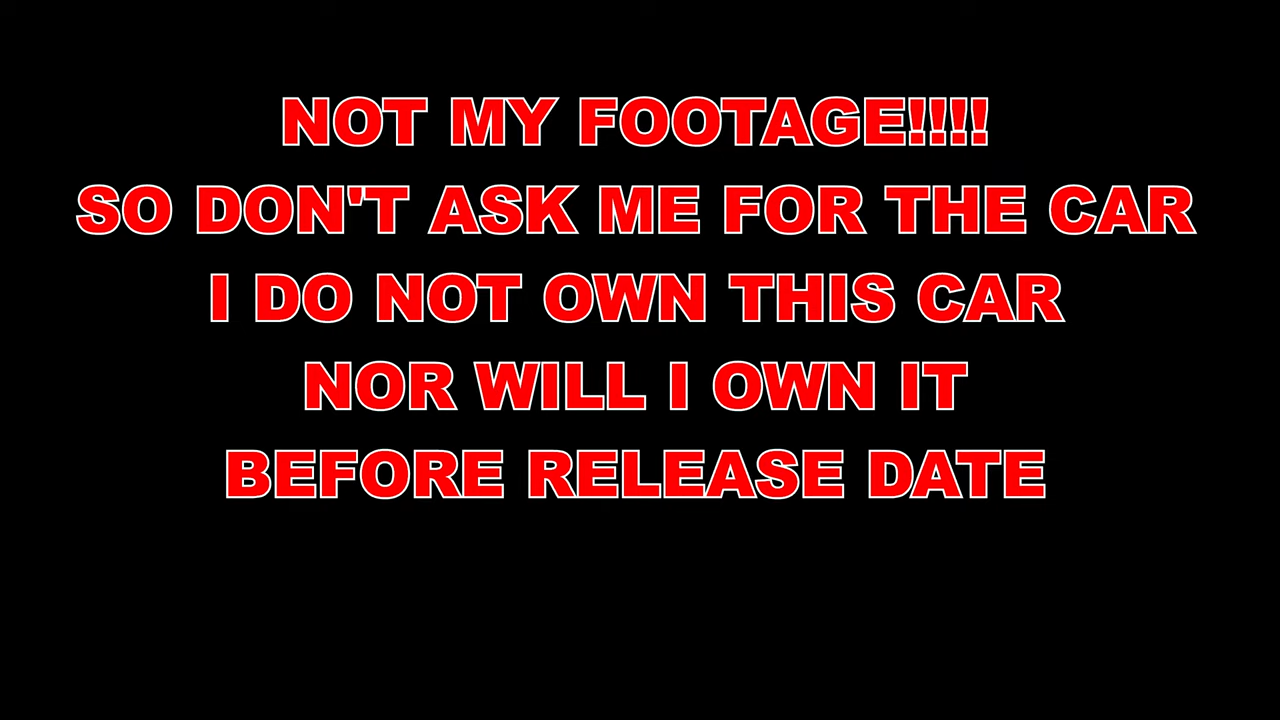 NOT MY FOOTAGE!!!!
SO DON'T ASK ME FOR THE CAR
I DO NOT OWN THIS CAR
NOR WILL I OWN IT
BEFORE RELEASE DATE